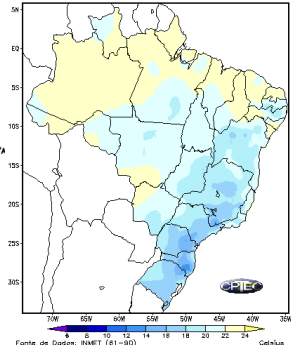 5N
EQ
5S
10S
15S
20S
25S
30S
70W 65W 60W 55W 50W 45W 40W 35W
CPTEC
6 8 10 12 14 16 18 20 22 24
Fonte de Dados: INMET (61-90) Celsius